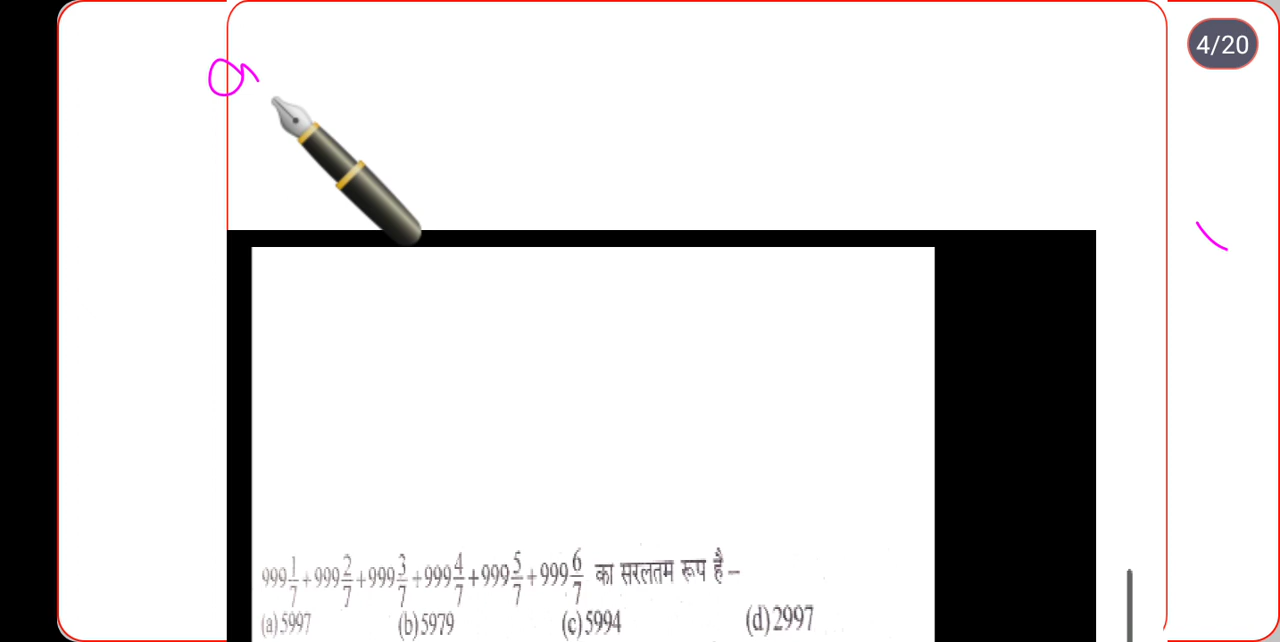 4/20
999 1/7 + 999 2/7 + 999 3/7 + 999 4/7 + 999 5/7 + 999 6/7 का सरलतम रूप है –
(a) 5997 (b) 5979 (c) 5994 (d) 2997